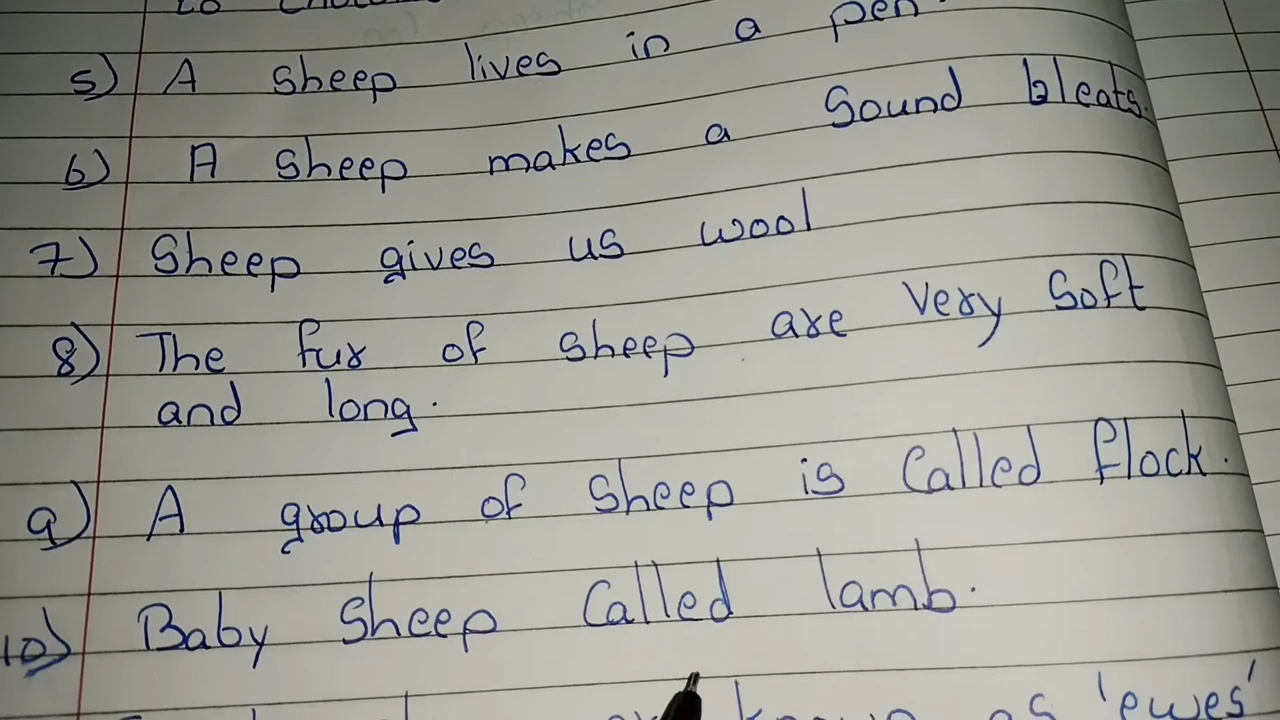 5) A sheep lives in a pen
6) A sheep makes a Sound bleats.
7) Sheep gives us wool
8) The fur of sheep are very soft
and long.
9) A group of sheep is called flock.
10) Baby sheep called lamb.
known as 'ewes'